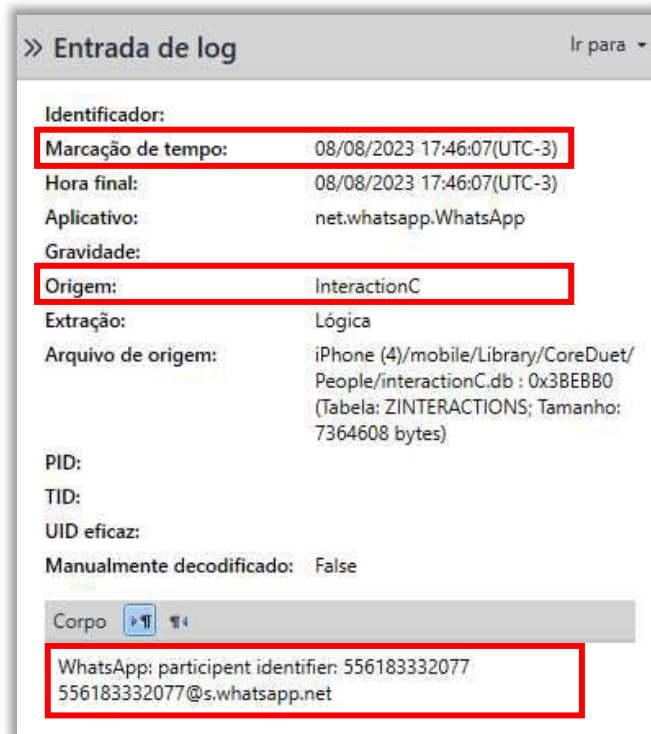 » Entrada de log Ir para
Identificador:
Marcação de tempo: 08/08/2023 17:46:07(UTC-3)
Hora final: 08/08/2023 17:46:07(UTC-3)
Aplicativo: net.whatsapp.WhatsApp
Gravidade:
Origem: InteractionC
Extração: Lógica
Arquivo de origem: iPhone (4)/mobile/Library/CoreDuet/
People/interactionC.db : 0x3BEBB0
(Tabela: ZINTERACTIONS; Tamanho:
7364608 bytes)
PID:
TID:
UID eficaz:
Manualmente decodificado: False
Corpo
WhatsApp: participent identifier: 556183332077
556183332077@s.whatsapp.net